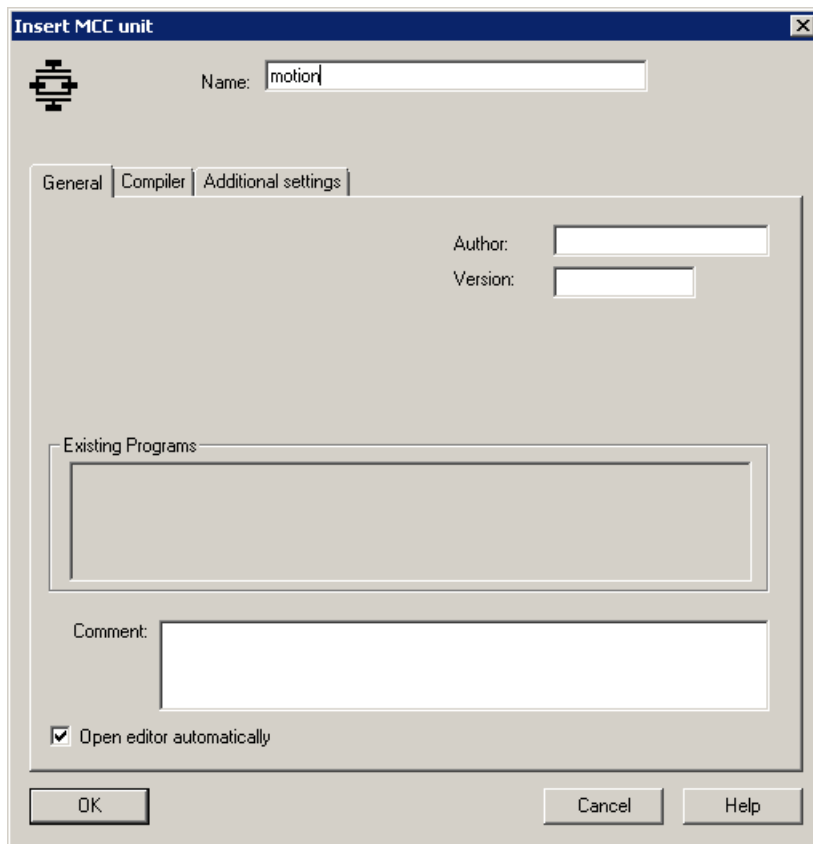 Insert MCC unit
Name: motion
General Compiler Additional settings
Author:
Version:
Existing Programs
Comment:
Open editor automatically
OK Cancel Help